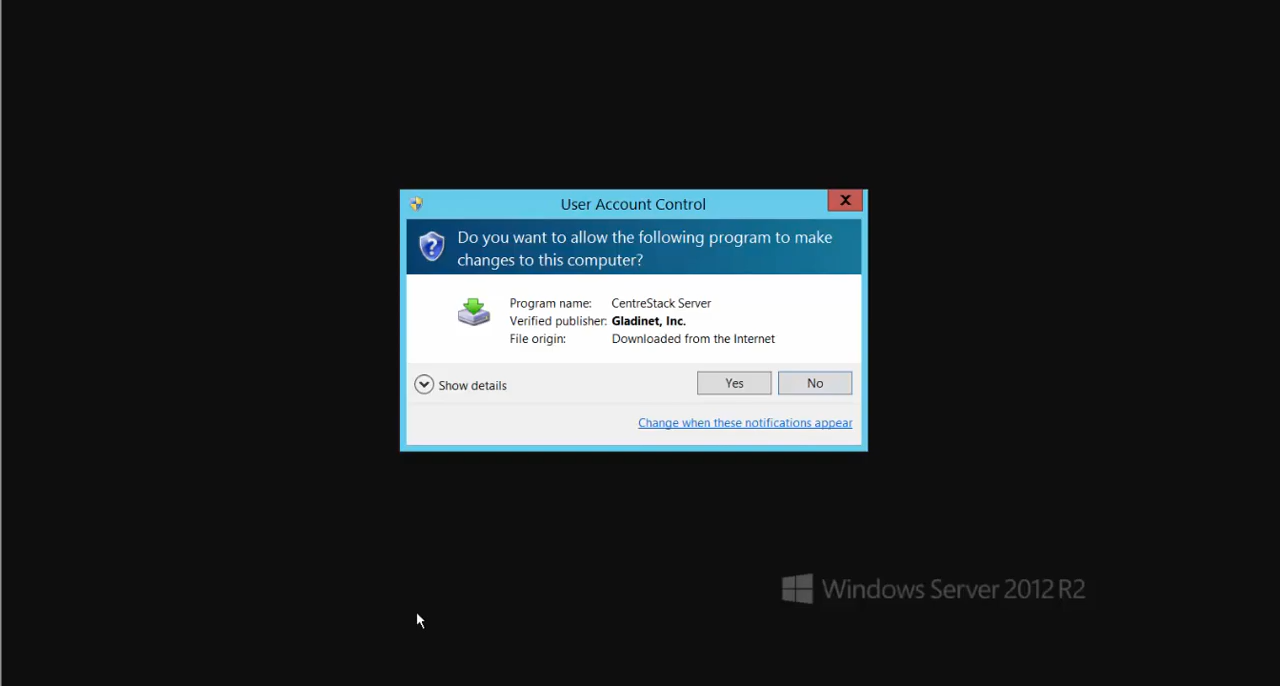 User Account Control
X
Do you want to allow the following program to make
changes to this computer?
Program name: CentreStack Server
Verified publisher: Gladinet, Inc.
File origin: Downloaded from the Internet
Show details
Yes
No
Change when these notifications appear
Windows Server 2012 R2